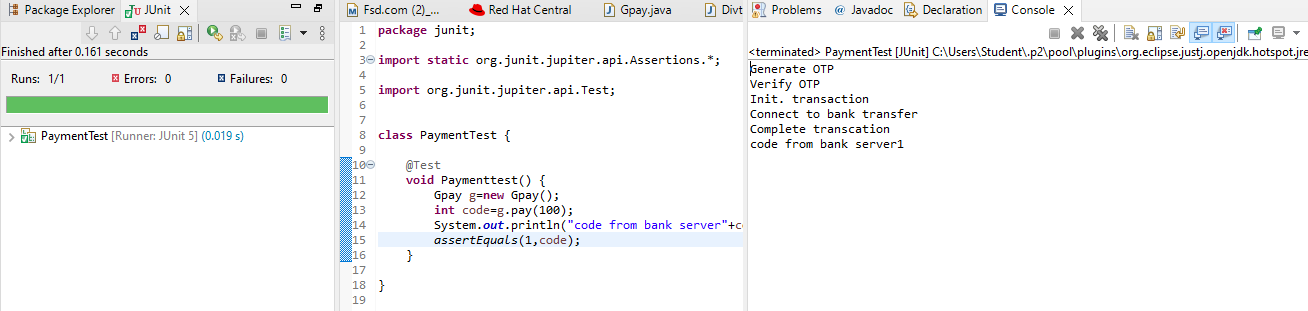 Package Explorer JUnit
Finished after 0.161 seconds
Runs: 1/1 Errors: 0 Failures: 0
PaymentTest [Runner: JUnit 5] (0.019 s)
Fsd.com (2)_... Red Hat Central Gpay.java Divt
1 package junit;
2
3 import static org.junit.jupiter.api.Assertions.*;
4
5 import org.junit.jupiter.api.Test;
6
7
8 class PaymentTest {
9
10 @Test
11 void Paymenttest() {
12 Gpay g=new Gpay();
13 int code=g.pay(100);
14 System.out.println("code from bank server"+c
15 assertEquals(1,code);
16 }
17
18 }
19
Problems Javadoc Declaration Console
<terminated> PaymentTest [JUnit] C:\Users\Student\.p2\pool\plugins\org.eclipse.justj.openjdk.hotspot.jre
Generate OTP
Verify OTP
Init. transaction
Connect to bank transfer
Complete transcation
code from bank server1